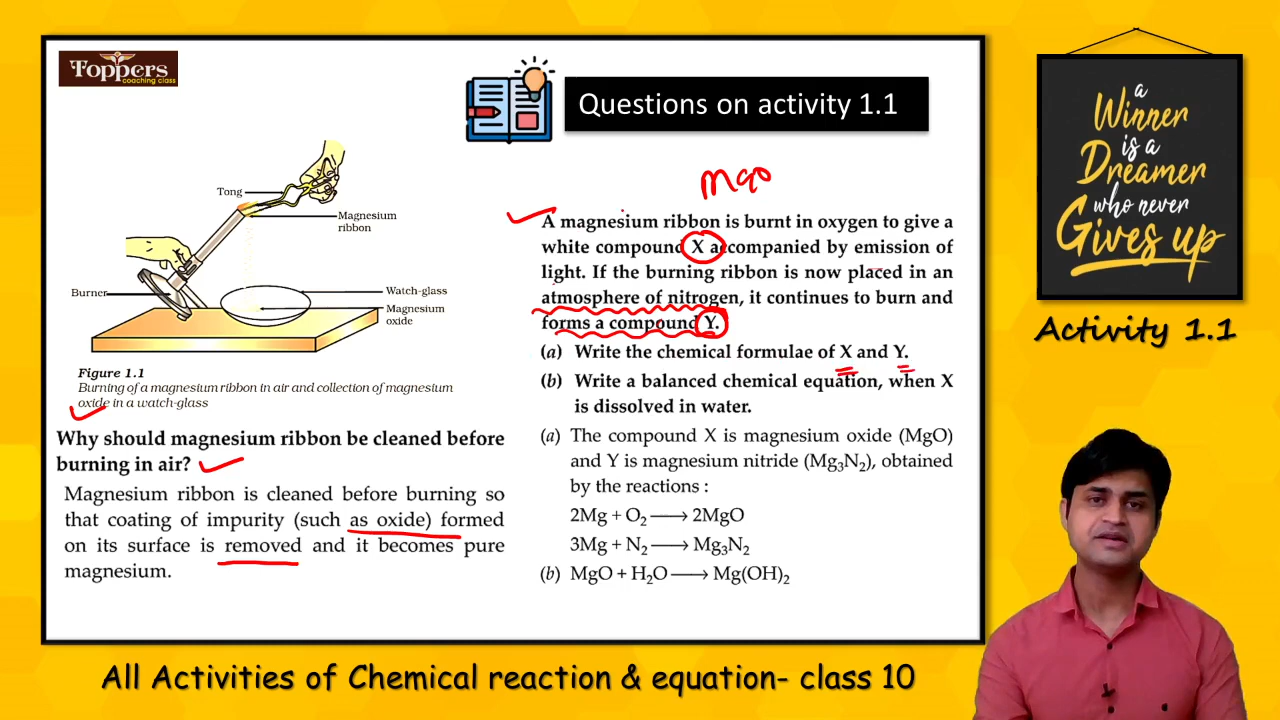 Toppers
coaching class
Questions on activity 1.1
Tong
Magnesium
ribbon
Burner
Watch-glass
Magnesium
oxide
Figure 1.1
Burning of a magnesium ribbon in air and collection of magnesium
oxide in a watch-glass
Why should magnesium ribbon be cleaned before
burning in air?
Magnesium ribbon is cleaned before burning so
that coating of impurity (such as oxide) formed
on its surface is removed and it becomes pure
magnesium.
MgO
A magnesium ribbon is burnt in oxygen to give a
white compound X accompanied by emission of
light. If the burning ribbon is now placed in an
atmosphere of nitrogen, it continues to burn and
forms a compound Y.
(a) Write the chemical formulae of X and Y.
(b) Write a balanced chemical equation, when X
is dissolved in water.
(a) The compound X is magnesium oxide (MgO)
and Y is magnesium nitride (Mg₃N₂), obtained
by the reactions :
2Mg + O₂ ⟶ 2MgO
3Mg + N₂ ⟶ Mg₃N₂
(b) MgO + H₂O ⟶ Mg(OH)₂
a
Winner
is a
Dreamer
who never
Gives up
Activity 1.1
All Activities of Chemical reaction & equation- class 10